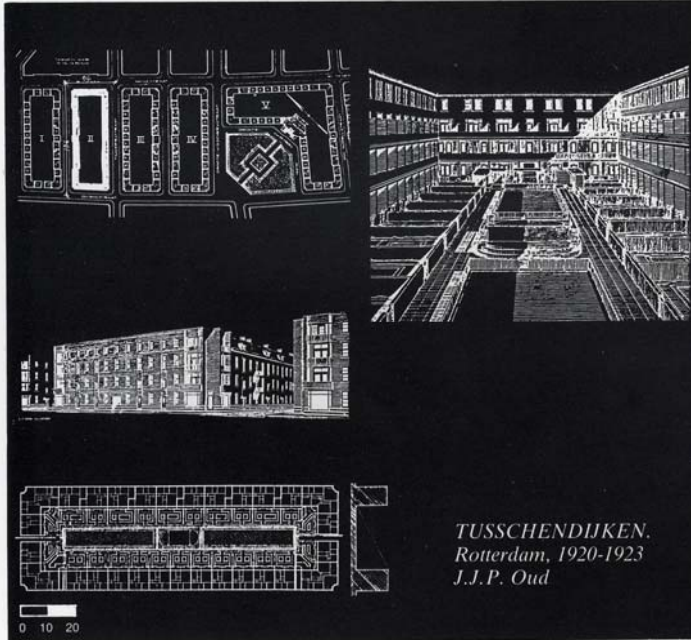 I
II
III
IV
V
TUSSCHENDIJKEN.
Rotterdam, 1920-1923
J.J.P. Oud
0 10 20